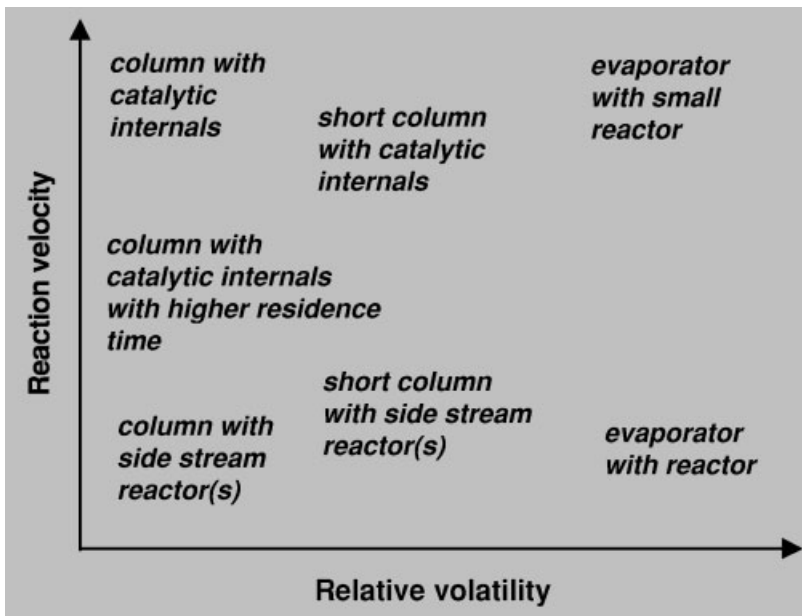 column with
catalytic
internals
short column
with catalytic
internals
evaporator
with small
reactor
Reaction velocity
column with
catalytic internals
with higher residence
time
column with
side stream
reactor(s)
short column
with side stream
reactor(s)
evaporator
with reactor
Relative volatility